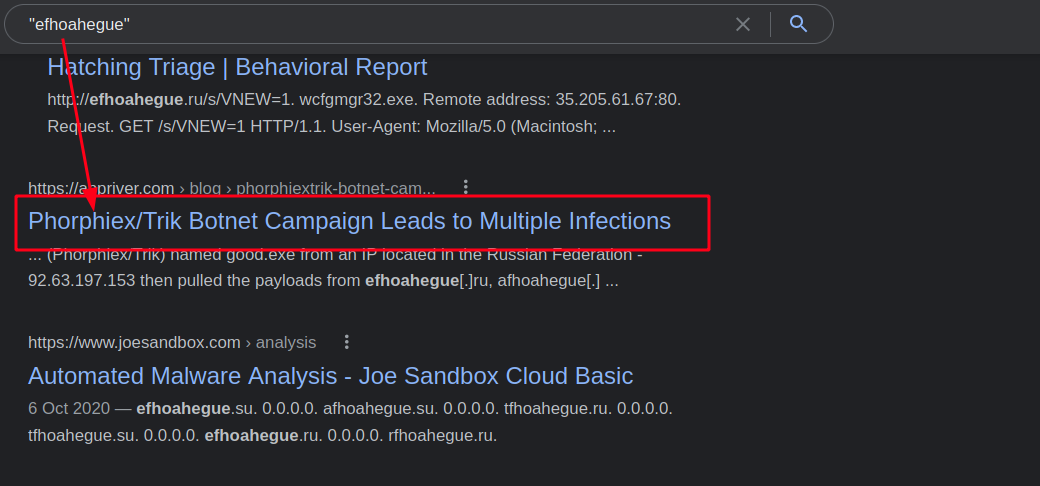 "efhoahegue"
Hatching Triage | Behavioral Report
http://efhoahegue.ru/s/VNEW=1. wcfgmgr32.exe. Remote address: 35.205.61.67:80.
Request. GET /s/VNEW=1 HTTP/1.1. User-Agent: Mozilla/5.0 (Macintosh; ...
https://appriver.com › blog › phorphiextrik-botnet-cam...
Phorphiex/Trik Botnet Campaign Leads to Multiple Infections
... (Phorphiex/Trik) named good.exe from an IP located in the Russian Federation -
92.63.197.153 then pulled the payloads from efhoahegue[.]ru, afhoahegue[.] ...
https://www.joesandbox.com › analysis
Automated Malware Analysis - Joe Sandbox Cloud Basic
6 Oct 2020 — efhoahegue.su. 0.0.0.0. afhoahegue.su. 0.0.0.0. tfhoahegue.ru. 0.0.0.0.
tfhoahegue.su. 0.0.0.0. efhoahegue.ru. 0.0.0.0. rfhoahegue.ru.